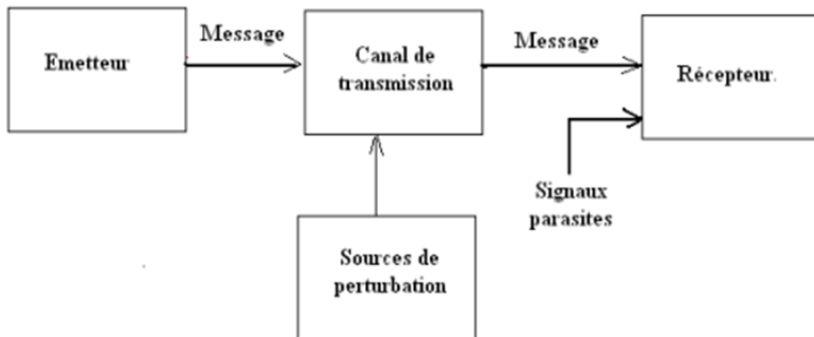 Emetteur
Message
Canal de
transmission
Message
Récepteur.
Signaux
parasites
Sources de
perturbation